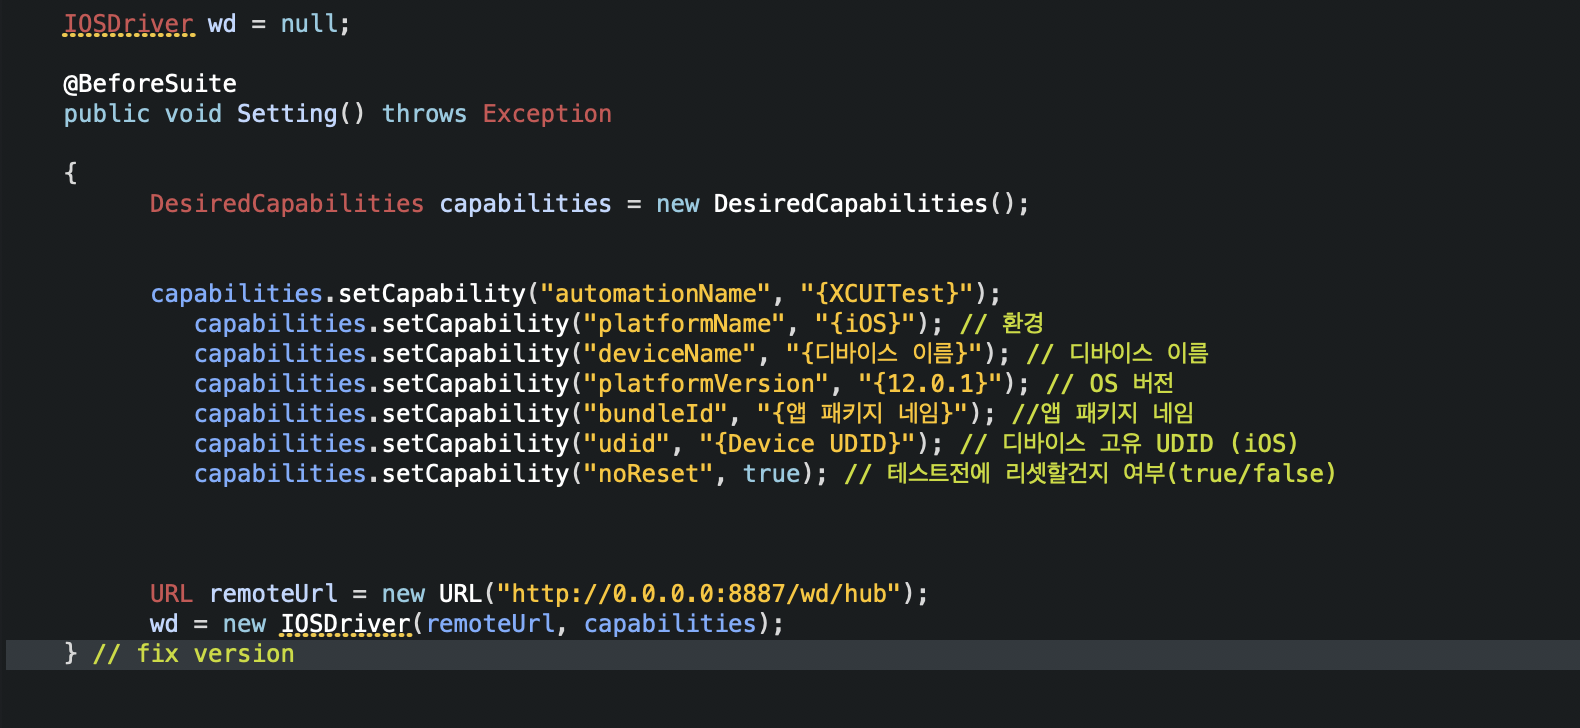 IOSDriver wd = null;
@BeforeSuite
public void Setting() throws Exception
{
DesiredCapabilities capabilities = new DesiredCapabilities();
capabilities.setCapability("automationName", "{XCUITest}");
capabilities.setCapability("platformName", "{iOS}"); // 환경
capabilities.setCapability("deviceName", "{디바이스 이름}"); // 디바이스 이름
capabilities.setCapability("platformVersion", "{12.0.1}"); // OS 버전
capabilities.setCapability("bundleId", "{앱 패키지 네임}"); //앱 패키지 네임
capabilities.setCapability("udid", "{Device UDID}"); // 디바이스 고유 UDID (iOS)
capabilities.setCapability("noReset", true); // 테스트전에 리셋할건지 여부(true/false)
URL remoteUrl = new URL("http://0.0.0.0:8887/wd/hub");
wd = new IOSDriver(remoteUrl, capabilities);
} // fix version